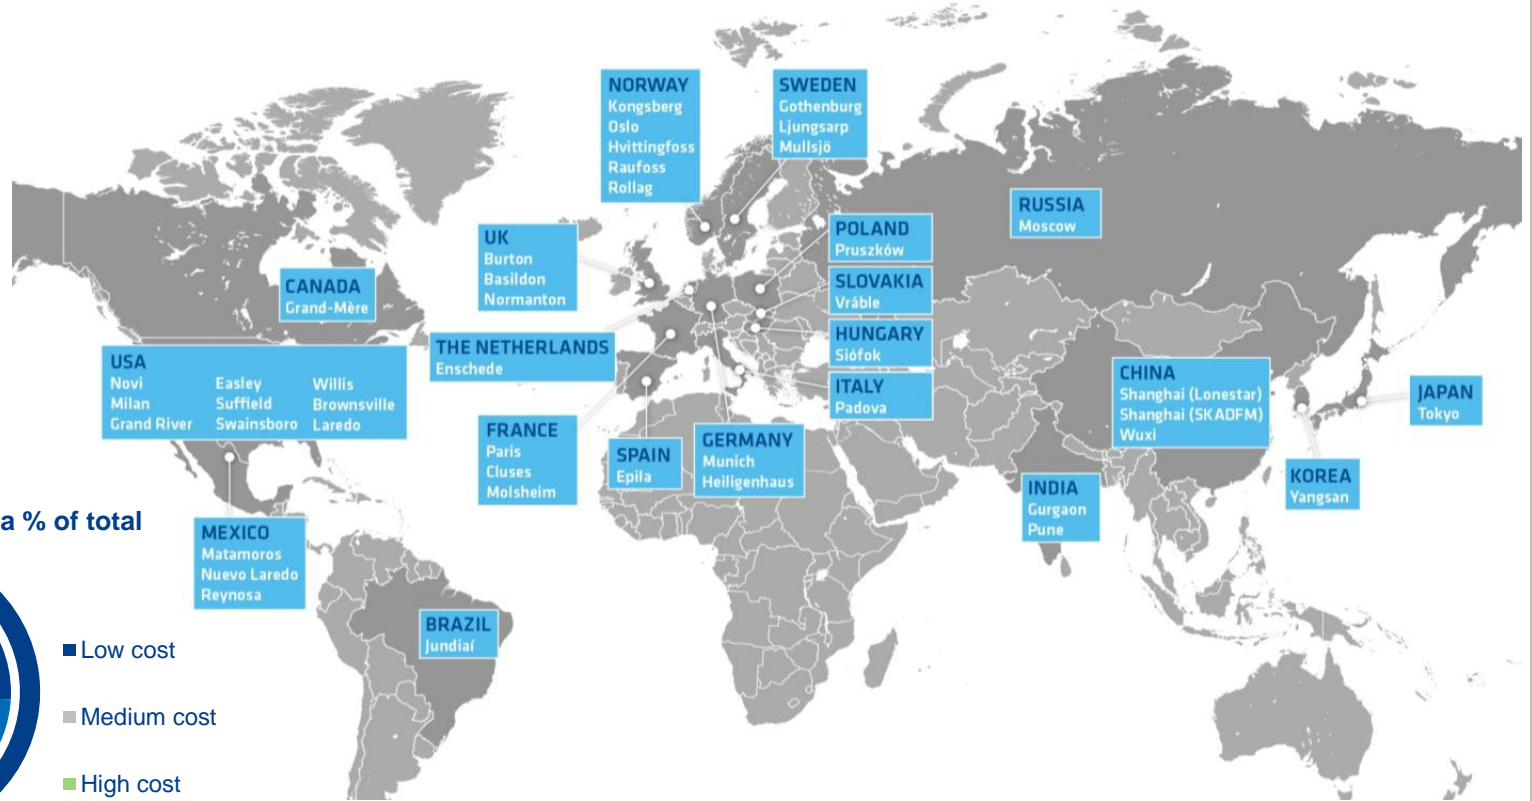 NORWAY
Kongsberg
Oslo
Hvittingfoss
Raufoss
Rollag
SWEDEN
Gothenburg
Ljungsarp
Mullsjö
RUSSIA
Moscow
UK
Burton
Basildon
Normanton
POLAND
Pruszków
SLOVAKIA
Vráble
HUNGARY
Siófok
ITALY
Padova
CANADA
Grand-Mère
THE NETHERLANDS
Enschede
USA
Novi Easley Willis
Milan Suffield Brownsville
Grand River Swainsboro Laredo
CHINA
Shanghai (Lonestar)
Shanghai (SKADFM)
Wuxi
JAPAN
Tokyo
FRANCE
Paris
Cluses
Molsheim
SPAIN
Epila
GERMANY
Munich
Heiligenhaus
INDIA
Gurgaon
Pune
KOREA
Yangsan
a % of total
MEXICO
Matamoros
Nuevo Laredo
Reynosa
BRAZIL
Jundiaí
Low cost
Medium cost
High cost